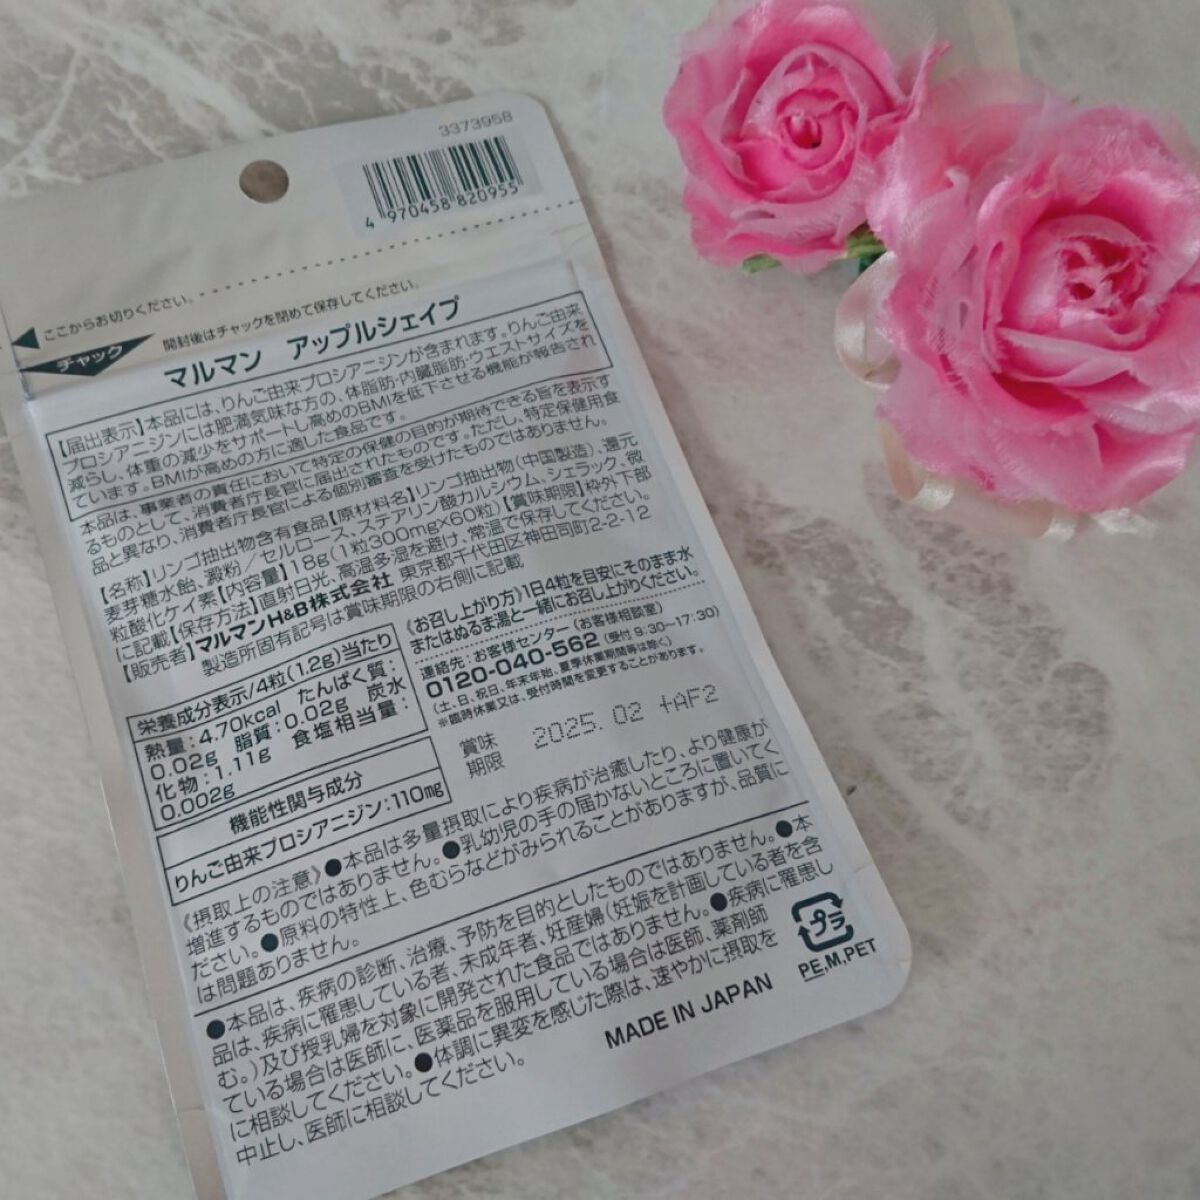 3373958
4 970458 820955
ここからお切りください。
チャック
開封後はチャックを閉めて保存してください。
マルマン アップルシェイプ
【届出表示】本品には、りんご由来プロシアニジンが含まれます。りんご由来
プロシアニジンには肥満気味な方の、体脂肪・内臓脂肪・ウエストサイズを
減らし、体重の減少をサポートし高めのBMIを低下させる機能が報告され
ています。BMIが高めの方に適した食品です。
本品は、事業者の責任において特定の保健の目的が期待できる旨を表示す
るものとして、消費者庁長官に届出されたものです。ただし、特定保健用食
品と異なり、消費者庁長官による個別審査を受けたものではありません。
【名称】リンゴ抽出物含有食品【原材料名】リンゴ抽出物(中国製造)、還元
麦芽糖水飴、澱粉/セルロース、ステアリン酸カルシウム、シェラック、微
粒酸化ケイ素【内容量】18g(1粒300mg×60粒)【賞味期限】枠外下部
に記載【保存方法】直射日光、高温多湿を避け、常温で保存してください。
【販売者】マルマンH&B株式会社 東京都千代田区神田司町2-2-12
製造所固有記号は賞味期限の右側に記載
栄養成分表示/4粒(1.2g)当たり
熱量:4.70kcal たんぱく質:
0.02g 脂質:0.02g 炭水
化物:1.11g 食塩相当量:
0.002g
機能性関与成分
りんご由来プロシアニジン:110mg
《お召し上がり方》1日4粒を目安にそのまま水
またはぬるま湯と一緒にお召し上がりください。
連絡先:お客様センター(お客様相談室)
0120-040-562(受付9:30-17:30)
(土、日、祝日、年末年始、夏季休業期間等は除く)
※臨時休業又は、受付時間を変更することがあります。
賞味
期限
2025.02 +AF2
《摂取上の注意》●本品は多量摂取により疾病が治癒したり、より健康が
増進するものではありません。●乳幼児の手の届かないところに置いてく
ださい。●原料の特性上、色むらなどがみられることがありますが、品質に
は問題ありません。
●本品は、疾病の診断、治療、予防を目的としたものではありません。●本
品は、疾病に罹患している者、未成年者、妊産婦(妊娠を計画している者を含
む。)及び授乳婦を対象に開発された食品ではありません。●疾病に罹患し
ている場合は医師に、医薬品を服用している場合は医師、薬剤師
に相談してください。●体調に異変を感じた際は、速やかに摂取を
中止し、医師に相談してください。
プラ
PE,M,PET
MADE IN JAPAN